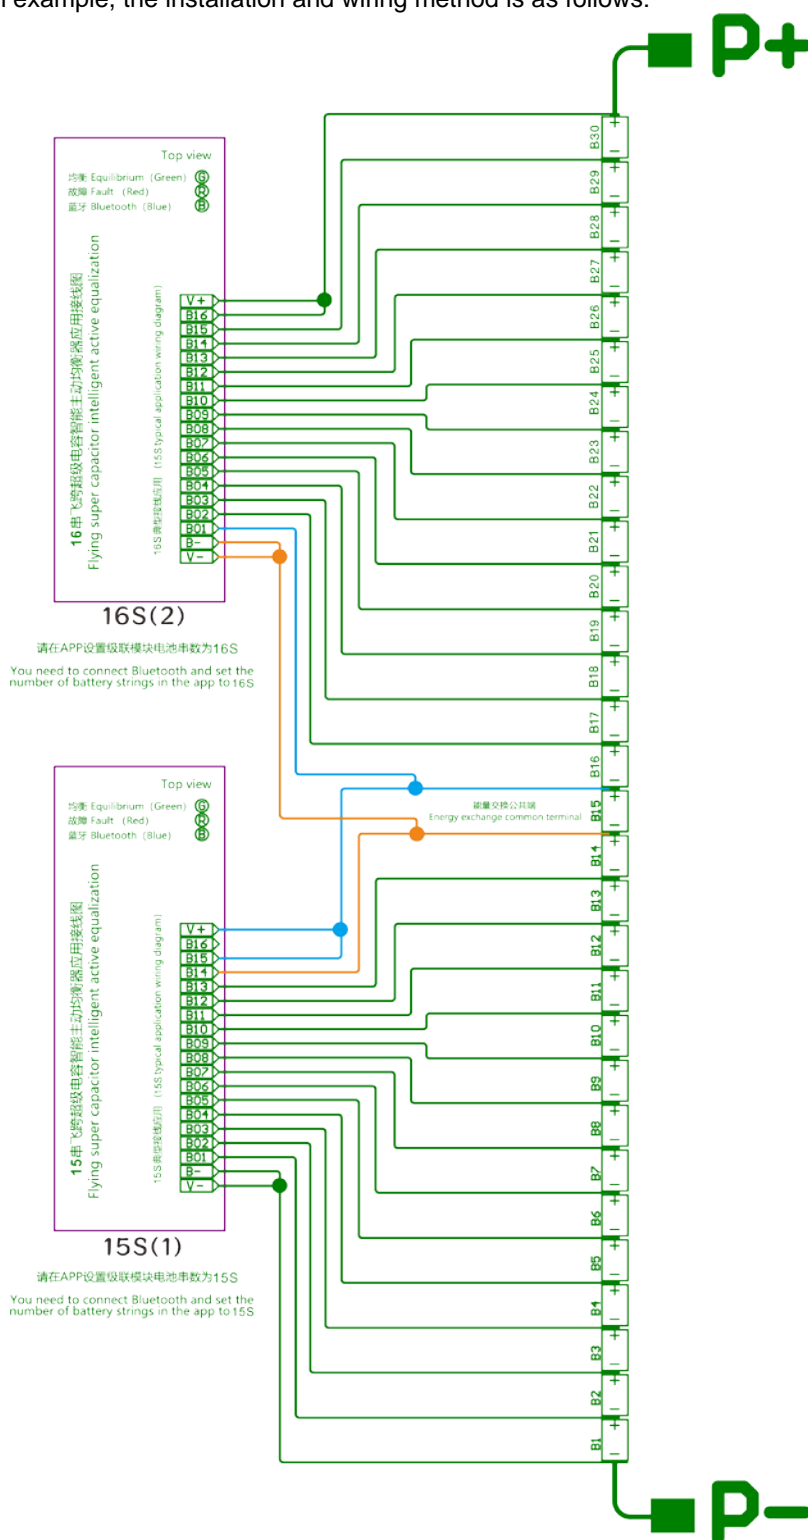 example, the installation and wiring method is as follows:
P+
Top view
均衡 Equilibrium (Green) G
故障 Fault (Red) R
蓝牙 Bluetooth (Blue) B
16串飞跨超级电容智能主动均衡器应用接线图
Flying super capacitor intelligent active equalization
16S典型接线应用 (15S typical application wiring diagram)
V+
B16
B15
B14
B13
B12
B11
B10
B09
B08
B07
B06
B05
B04
B03
B02
B01
B-
V-
16S(2)
请在APP设置级联模块电池串数为16S
You need to connect Bluetooth and set the
number of battery strings in the app to 16S
B30 + -
B29 + -
B28 + -
B27 + -
B26 + -
B25 + -
B24 + -
B23 + -
B22 + -
B21 + -
B20 + -
B19 + -
B18 + -
B17 + -
B16 + -
能量交换公共端
Energy exchange common terminal
B15 + -
B14 + -
B13 + -
B12 + -
B11 + -
B10 + -
B9 + -
B8 + -
B7 + -
B6 + -
B5 + -
B4 + -
B3 + -
B2 + -
B1 + -
Top view
均衡 Equilibrium (Green) G
故障 Fault (Red) R
蓝牙 Bluetooth (Blue) B
15串飞跨超级电容智能主动均衡器应用接线图
Flying super capacitor intelligent active equalization
15S典型接线应用 (15S typical application wiring diagram)
V+
B16
B15
B14
B13
B12
B11
B10
B09
B08
B07
B06
B05
B04
B03
B02
B01
B-
V-
15S(1)
请在APP设置级联模块电池串数为15S
You need to connect Bluetooth and set the
number of battery strings in the app to 15S
P-